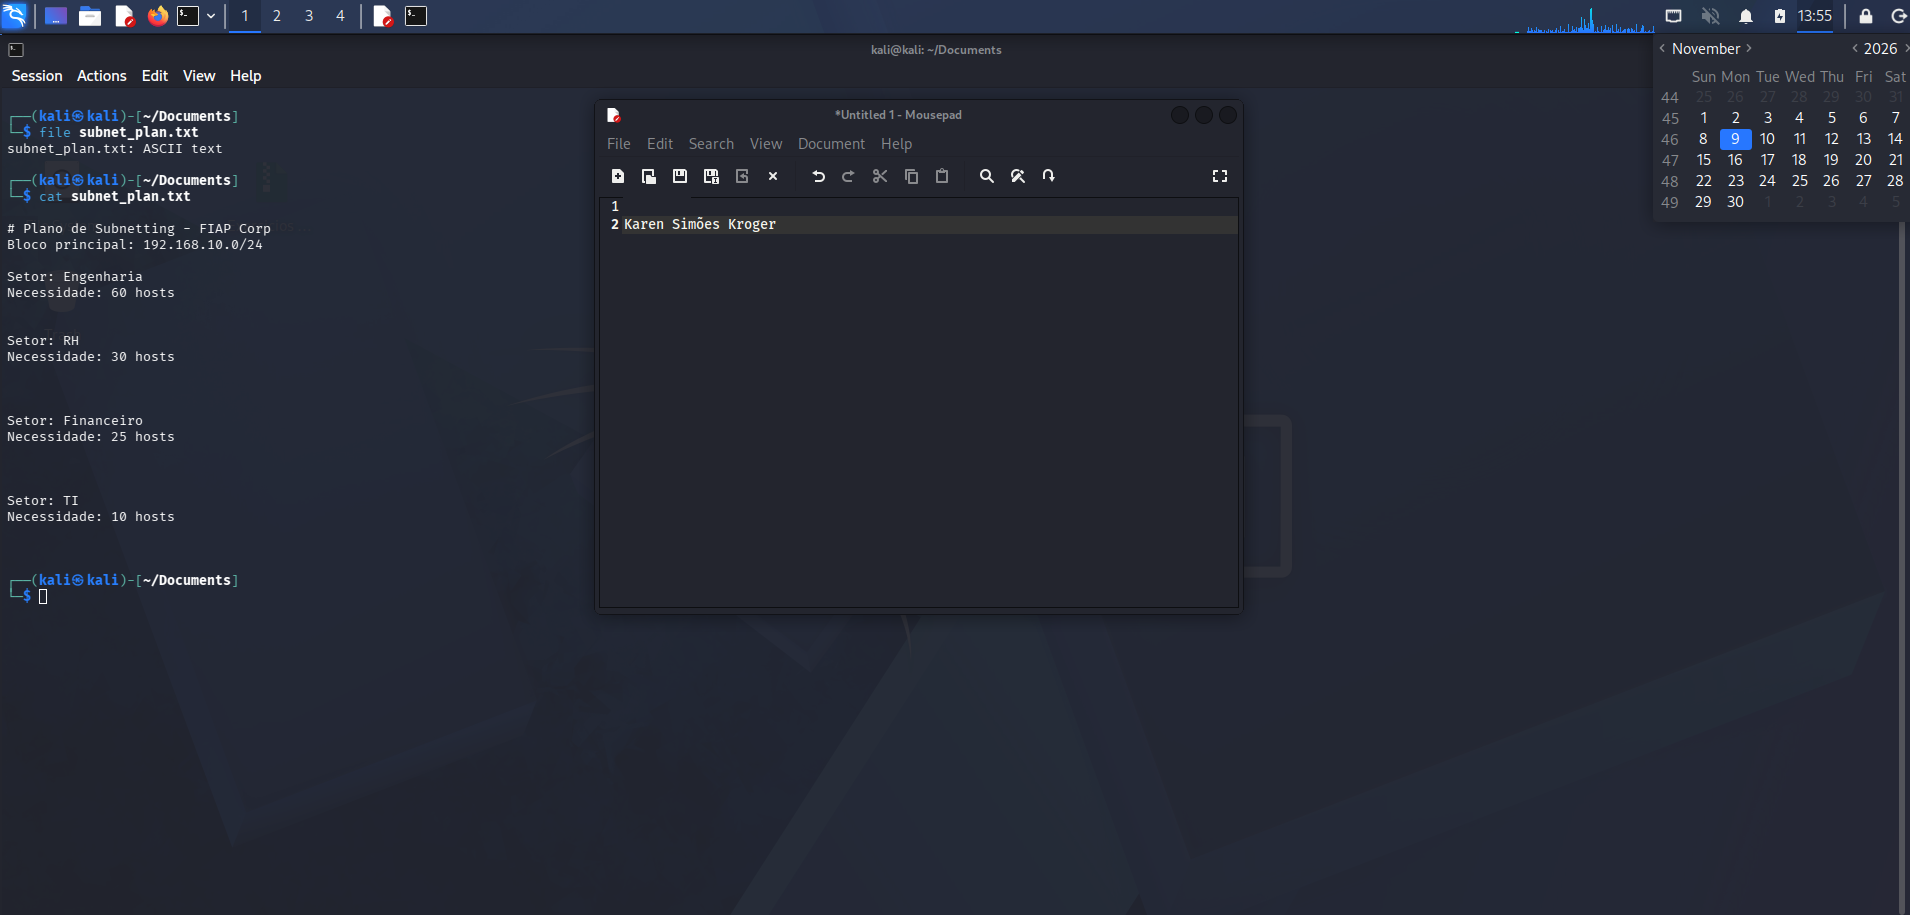 1 2 3 4
13:55
kali@kali: ~/Documents
Session Actions Edit View Help
┌──(kali㉿kali)-[~/Documents]
└─$ file subnet_plan.txt
subnet_plan.txt: ASCII text
┌──(kali㉿kali)-[~/Documents]
└─$ cat subnet_plan.txt
# Plano de Subnetting - FIAP Corp
Bloco principal: 192.168.10.0/24
Setor: Engenharia
Necessidade: 60 hosts
Setor: RH
Necessidade: 30 hosts
Setor: Financeiro
Necessidade: 25 hosts
Setor: TI
Necessidade: 10 hosts
┌──(kali㉿kali)-[~/Documents]
└─$
*Untitled 1 - Mousepad
File Edit Search View Document Help
1
2 Karen Simões Kroger
< November > < 2026 >
Sun Mon Tue Wed Thu Fri Sat
44 25 26 27 28 29 30 31
45 1 2 3 4 5 6 7
46 8 9 10 11 12 13 14
47 15 16 17 18 19 20 21
48 22 23 24 25 26 27 28
49 29 30 1 2 3 4 5